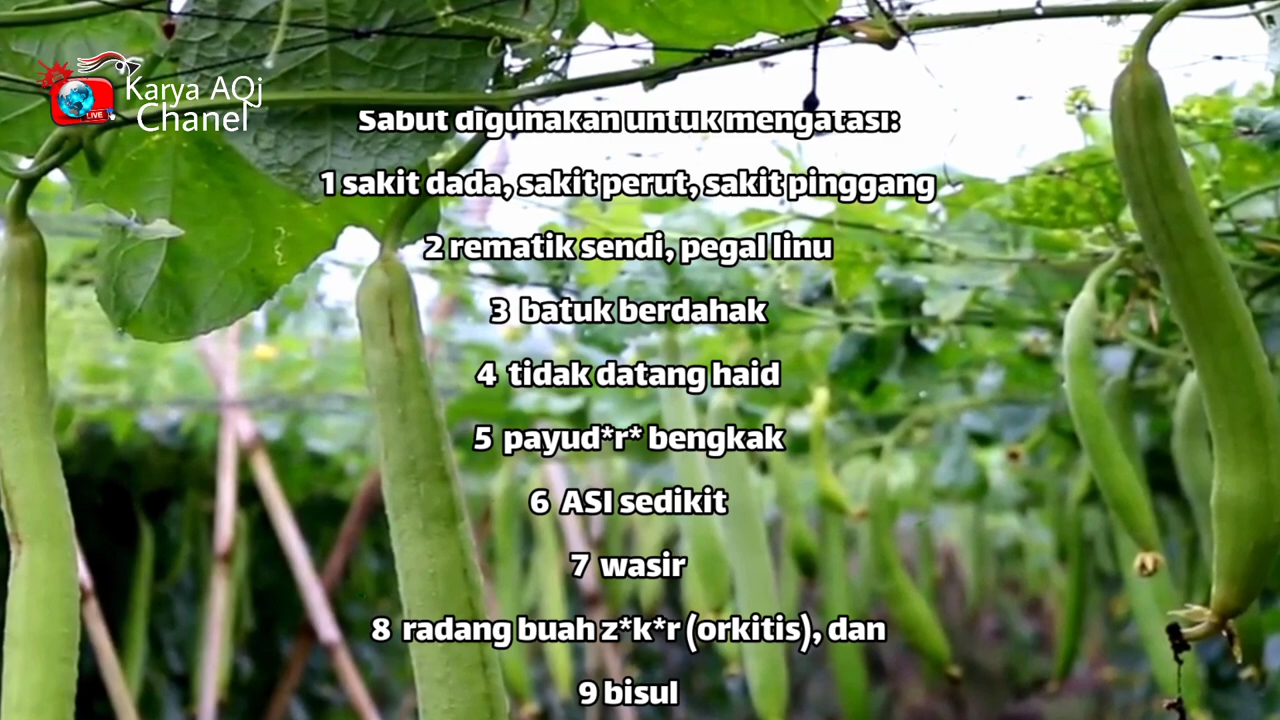 Karya AQj
Chanel
LIVE
Sabut digunakan untuk mengatasi:
1 sakit dada, sakit perut, sakit pinggang
2 rematik sendi, pegal linu
3 batuk berdahak
4 tidak datang haid
5 payud*r* bengkak
6 ASI sedikit
7 wasir
8 radang buah z*k*r (orkitis), dan
9 bisul